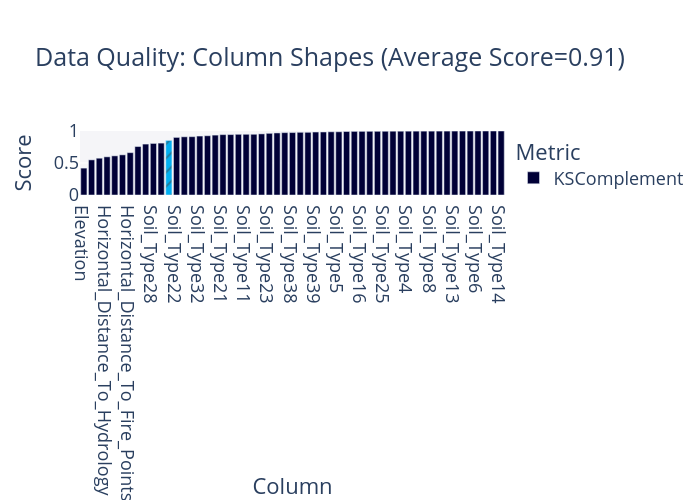 Data Quality: Column Shapes (Average Score=0.91)
Score
1
0.5
0
Metric
KSComplement
Elevation
Horizontal_Distance_To_Hydrology
Horizontal_Distance_To_Fire_Points
Soil_Type28
Soil_Type22
Soil_Type32
Soil_Type21
Soil_Type11
Soil_Type23
Soil_Type38
Soil_Type39
Soil_Type5
Soil_Type16
Soil_Type25
Soil_Type4
Soil_Type8
Soil_Type13
Soil_Type6
Soil_Type14
Column